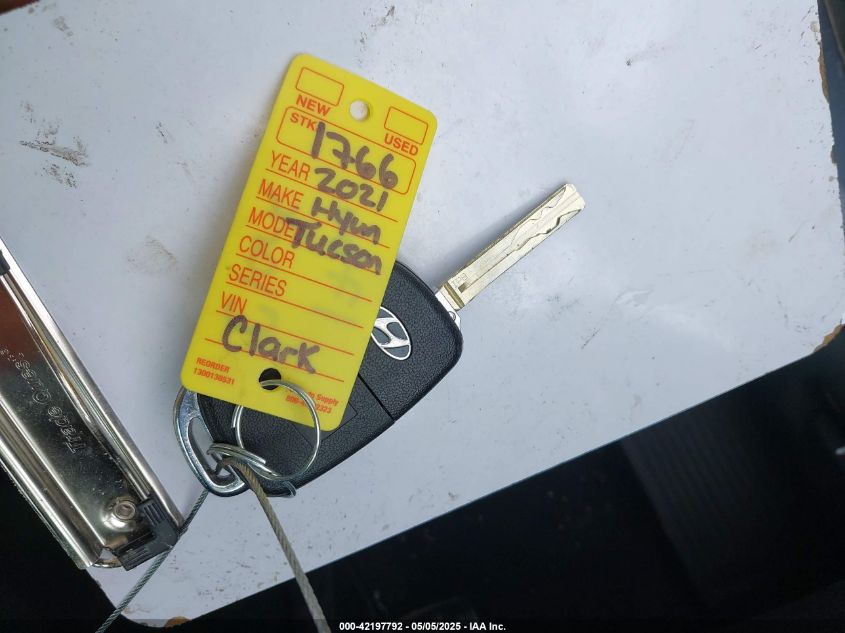 NEW
USED
STK 1766
YEAR 2021
MAKE Hyun
MODEL Tucson
COLOR
SERIES
VIN
Clark
REORDER
1300138931
Supply
000-42197792 - 05/05/2025 - IAA Inc.